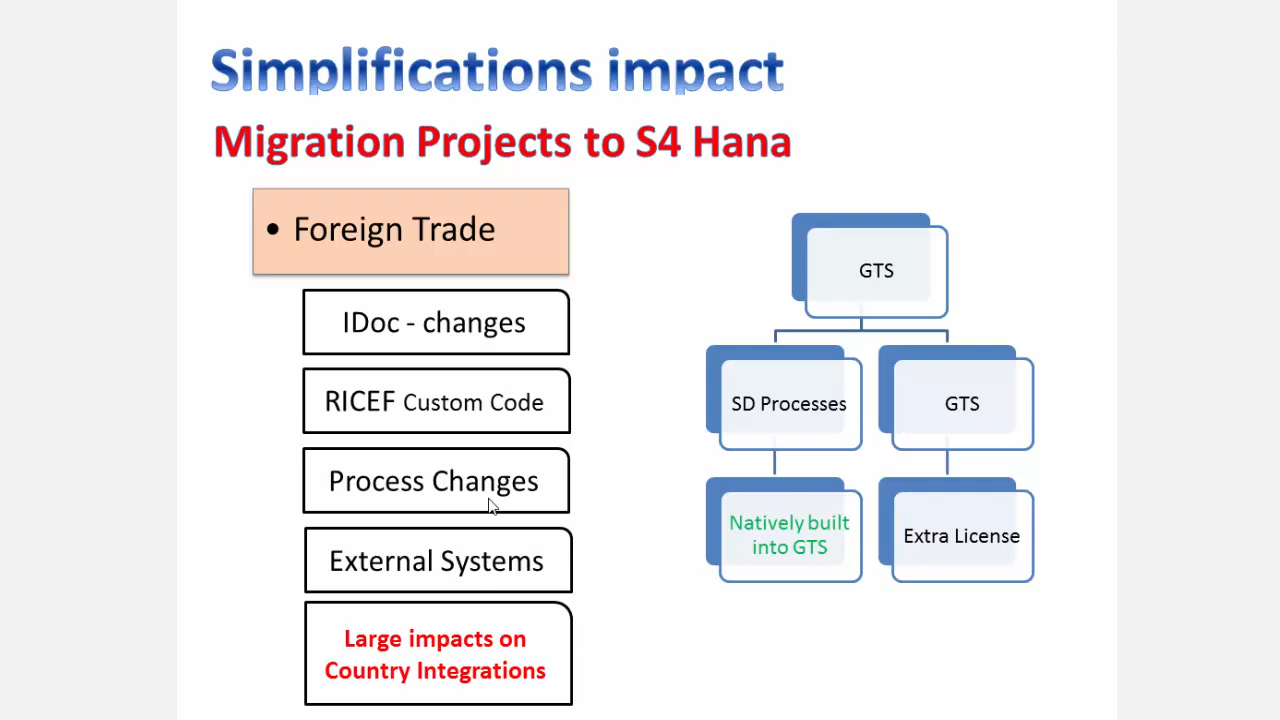 Simplifications impact
Migration Projects to S4 Hana
• Foreign Trade
IDoc - changes
RICEF Custom Code
Process Changes
External Systems
Large impacts on
Country Integrations
GTS
SD Processes
GTS
Natively built
into GTS
Extra License